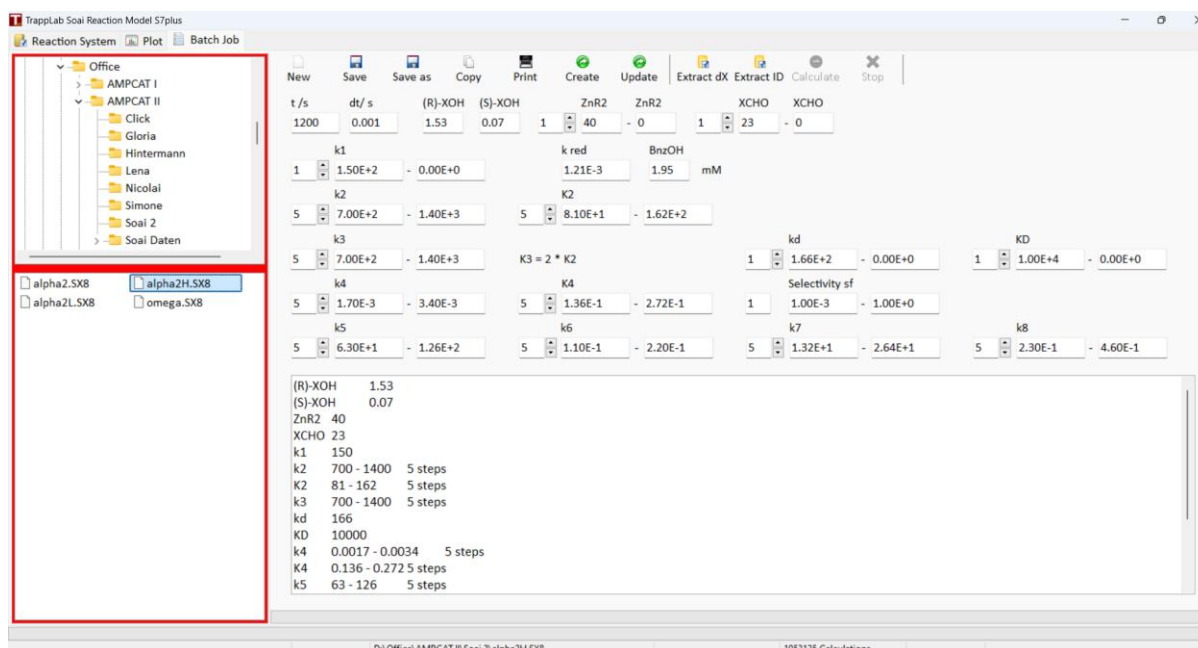 TrappLab Soai Reaction Model S7plus
Reaction System Plot Batch Job
Office
AMPCAT I
AMPCAT II
Click
Gloria
Hintermann
Lena
Nicolai
Simone
Soai 2
Soai Daten
alpha2.SX8 alpha2H.SX8
alpha2L.SX8 omega.SX8
New Save Save as Copy Print Create Update Extract dX Extract ID Calculate Stop
t /s dt/ s (R)-XOH (S)-XOH ZnR2 ZnR2 XCHO XCHO
1200 0.001 1.53 0.07 1 40 - 0 1 23 - 0
k1 k red BnzOH
1 1.50E+2 - 0.00E+0 1.21E-3 1.95 mM
k2 K2
5 7.00E+2 - 1.40E+3 5 8.10E+1 - 1.62E+2
k3 kd KD
5 7.00E+2 - 1.40E+3 K3 = 2 * K2 1 1.66E+2 - 0.00E+0 1 1.00E+4 - 0.00E+0
k4 K4 Selectivity sf
5 1.70E-3 - 3.40E-3 5 1.36E-1 - 2.72E-1 1 1.00E-3 - 1.00E+0
k5 k6 k7 k8
5 6.30E+1 - 1.26E+2 5 1.10E-1 - 2.20E-1 5 1.32E+1 - 2.64E+1 5 2.30E-1 - 4.60E-1
(R)-XOH 1.53
(S)-XOH 0.07
ZnR2 40
XCHO 23
k1 150
k2 700 - 1400 5 steps
K2 81 - 162 5 steps
k3 700 - 1400 5 steps
kd 166
KD 10000
k4 0.0017 - 0.0034 5 steps
K4 0.136 - 0.272 5 steps
k5 63 - 126 5 steps
D:\Office\AMPCAT II\Soai 2\alpha2H.SX8 1953125 Calculations